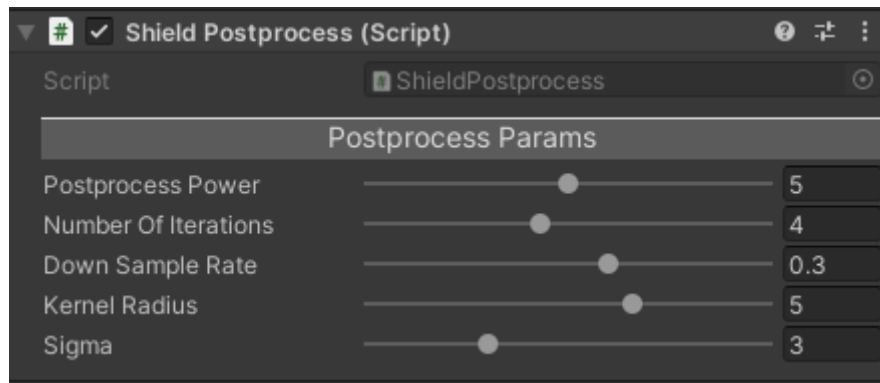 # Shield Postprocess (Script)
Script # ShieldPostprocess
Postprocess Params
Postprocess Power 5
Number Of Iterations 4
Down Sample Rate 0.3
Kernel Radius 5
Sigma 3